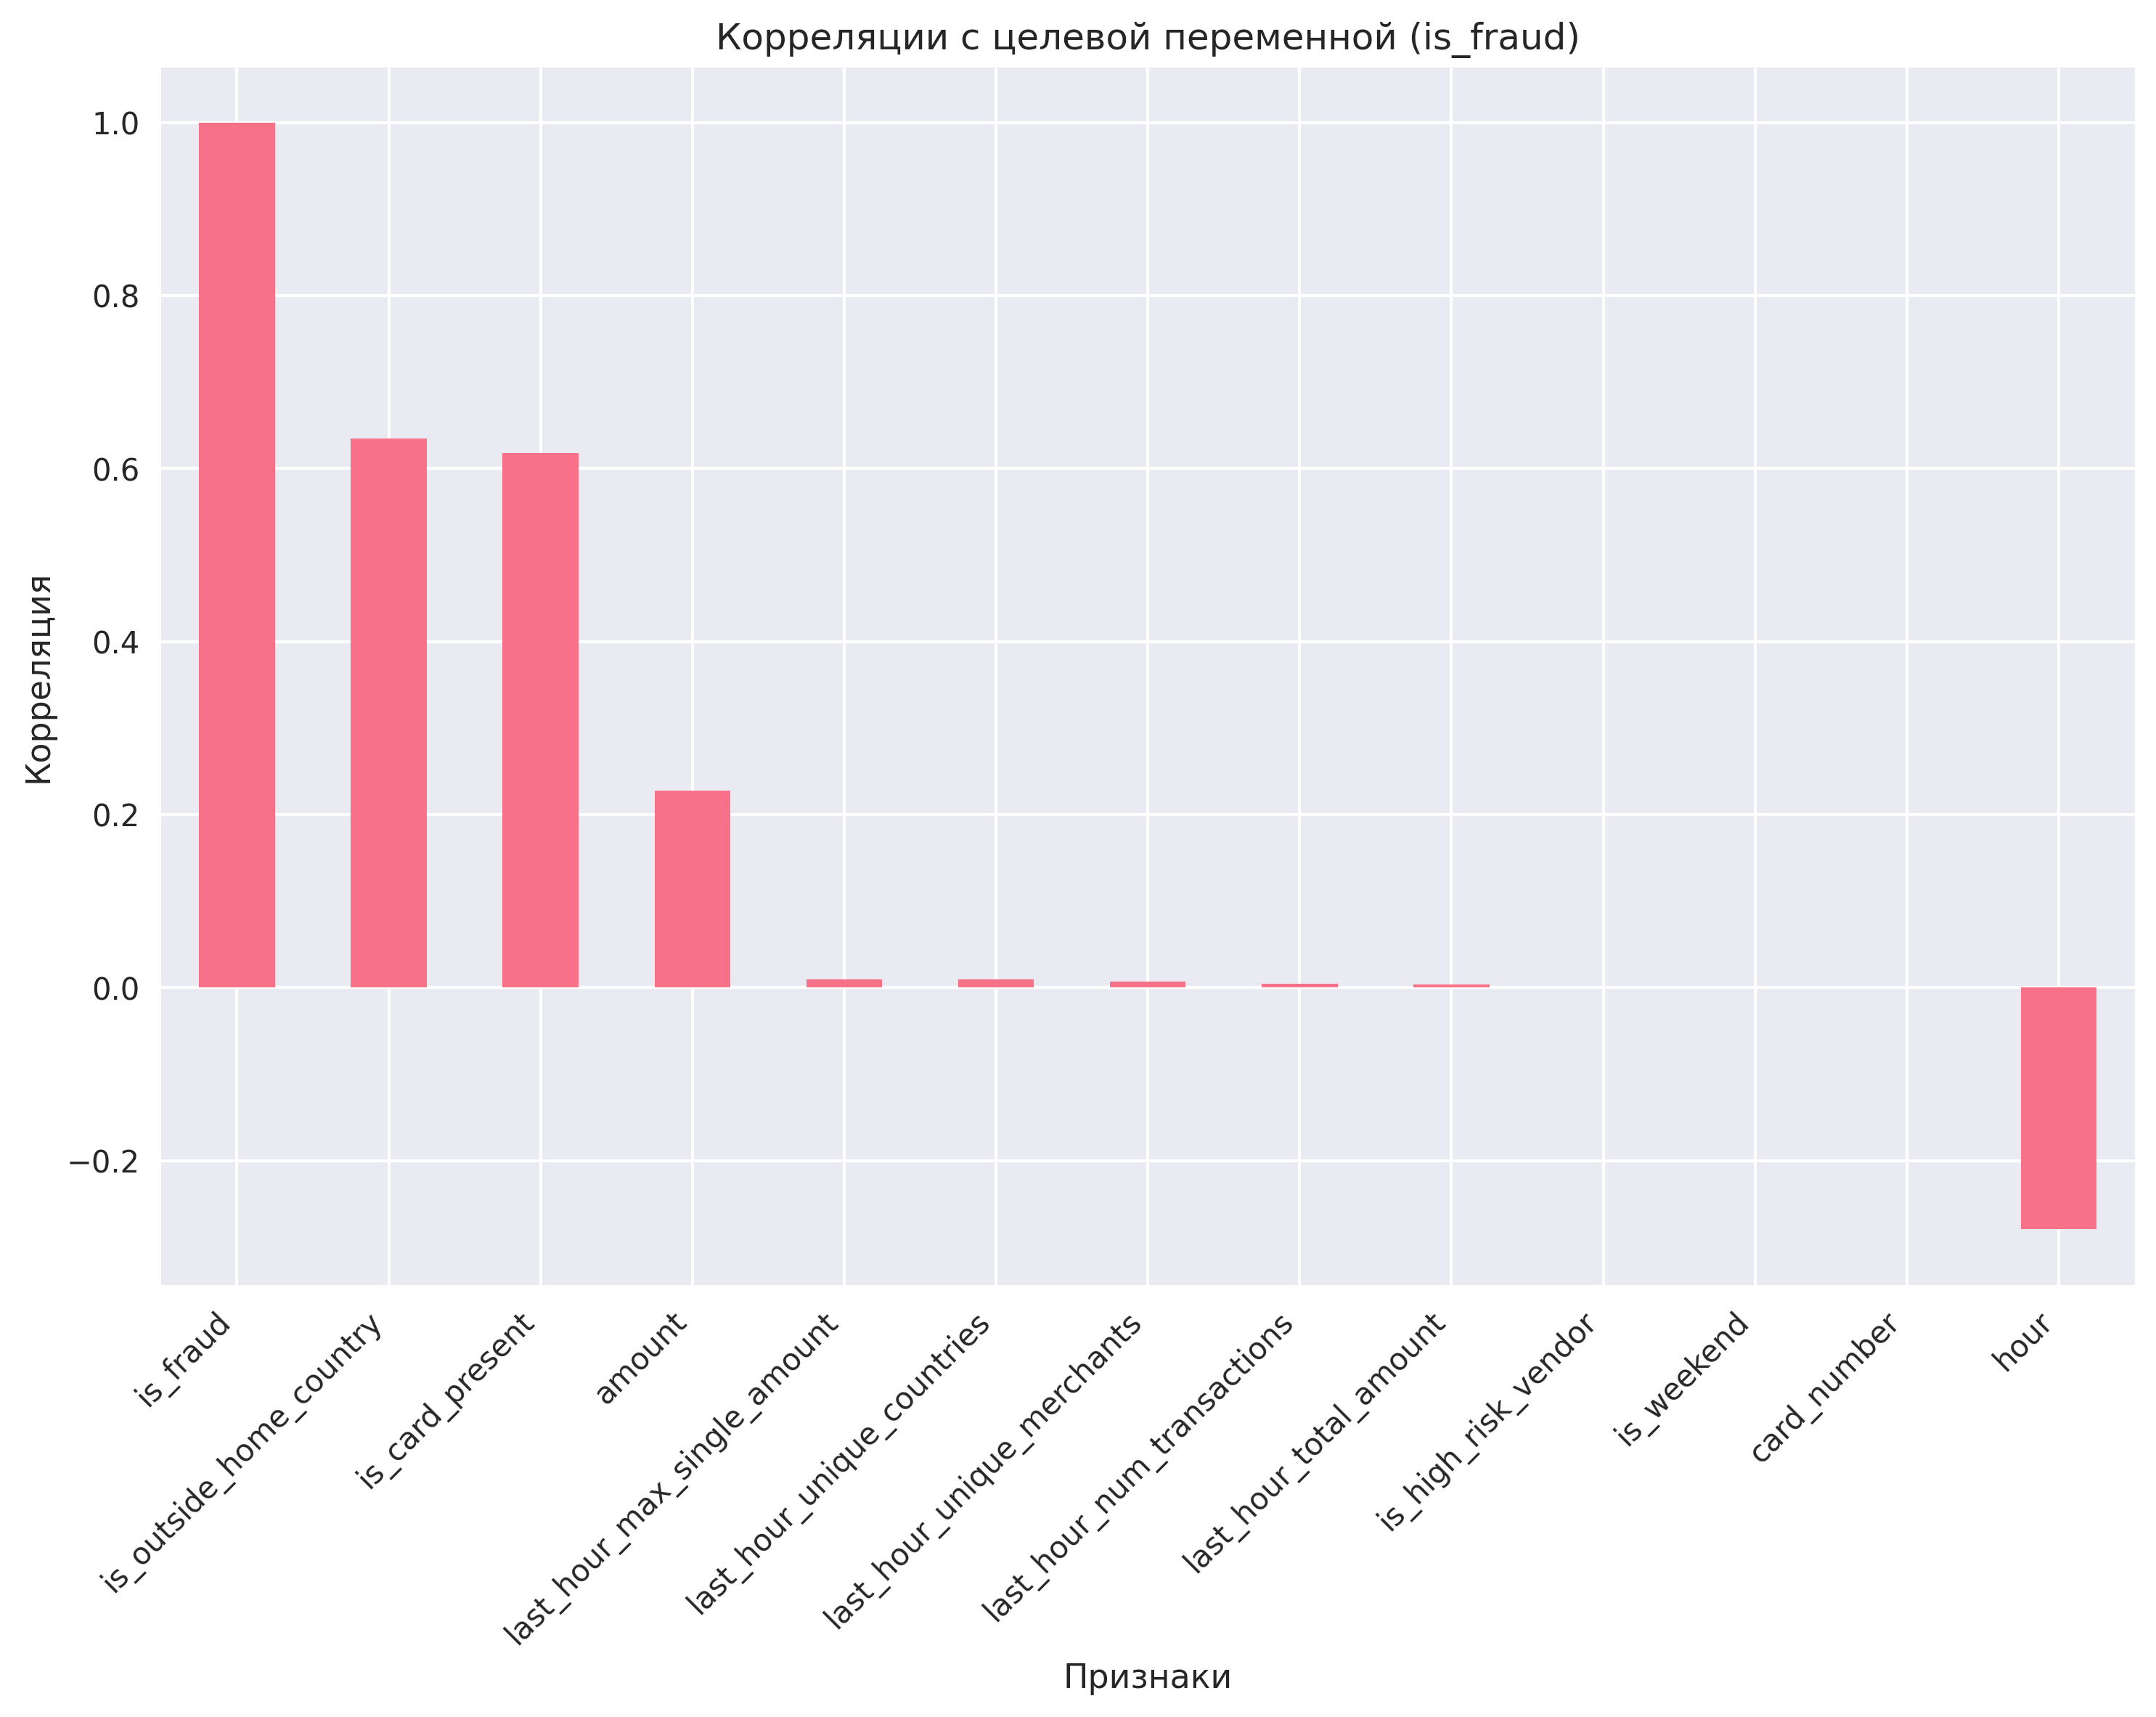 Корреляции с целевой переменной (is_fraud)
Корреляция
1.0
0.8
0.6
0.4
0.2
0.0
−0.2
is_fraud
is_outside_home_country
is_card_present
amount
last_hour_max_single_amount
last_hour_unique_countries
last_hour_unique_merchants
last_hour_num_transactions
last_hour_total_amount
is_high_risk_vendor
is_weekend
card_number
hour
Признаки